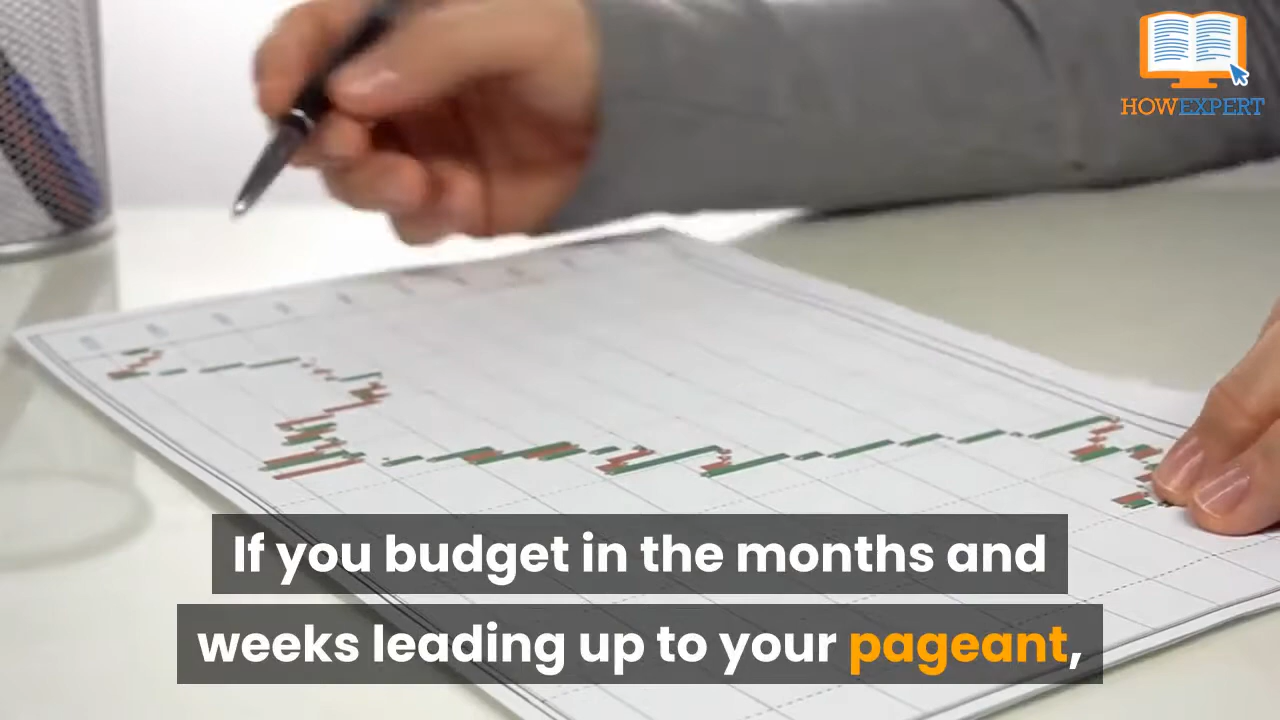 HOWEXPERT
If you budget in the months and
weeks leading up to your pageant,